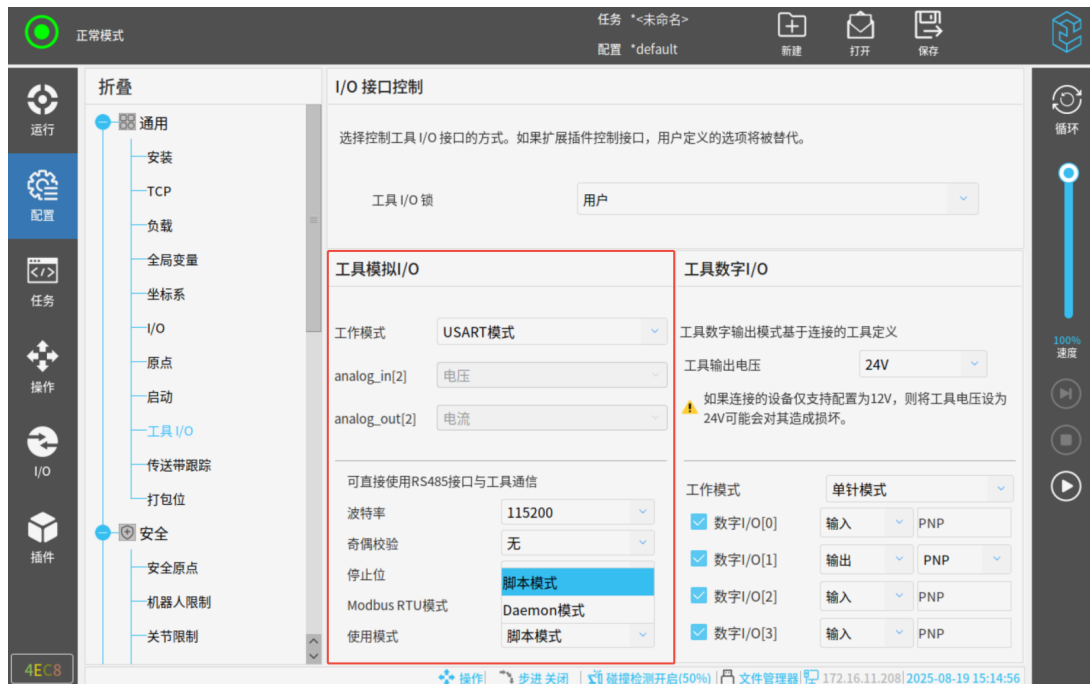 正常模式
任务 *<未命名>
配置 *default
新建
打开
保存
运行
配置
任务
操作
I/O
插件
4EC8
折叠
通用
安装
TCP
负载
全局变量
坐标系
I/O
原点
启动
工具 I/O
传送带跟踪
打包位
安全
安全原点
机器人限制
关节限制
I/O 接口控制
选择控制工具 I/O 接口的方式。如果扩展插件控制接口，用户定义的选项将被替代。
工具 I/O 锁 用户
工具模拟I/O
工作模式 USART模式
analog_in[2] 电压
analog_out[2] 电流
可直接使用RS485接口与工具通信
波特率 115200
奇偶校验 无
停止位
脚本模式
Modbus RTU模式
Daemon模式
使用模式 脚本模式
工具数字I/O
工具数字输出模式基于连接的工具定义
工具输出电压 24V
如果连接的设备仅支持配置为12V，则将工具电压设为
24V可能会对其造成损坏。
工作模式 单针模式
数字I/O[0] 输入 PNP
数字I/O[1] 输出 PNP
数字I/O[2] 输入 PNP
数字I/O[3] 输入 PNP
循环
100%
速度
操作 步进 关闭 碰撞检测开启(50%) 文件管理器 172.16.11.208 2025-08-19 15:14:56